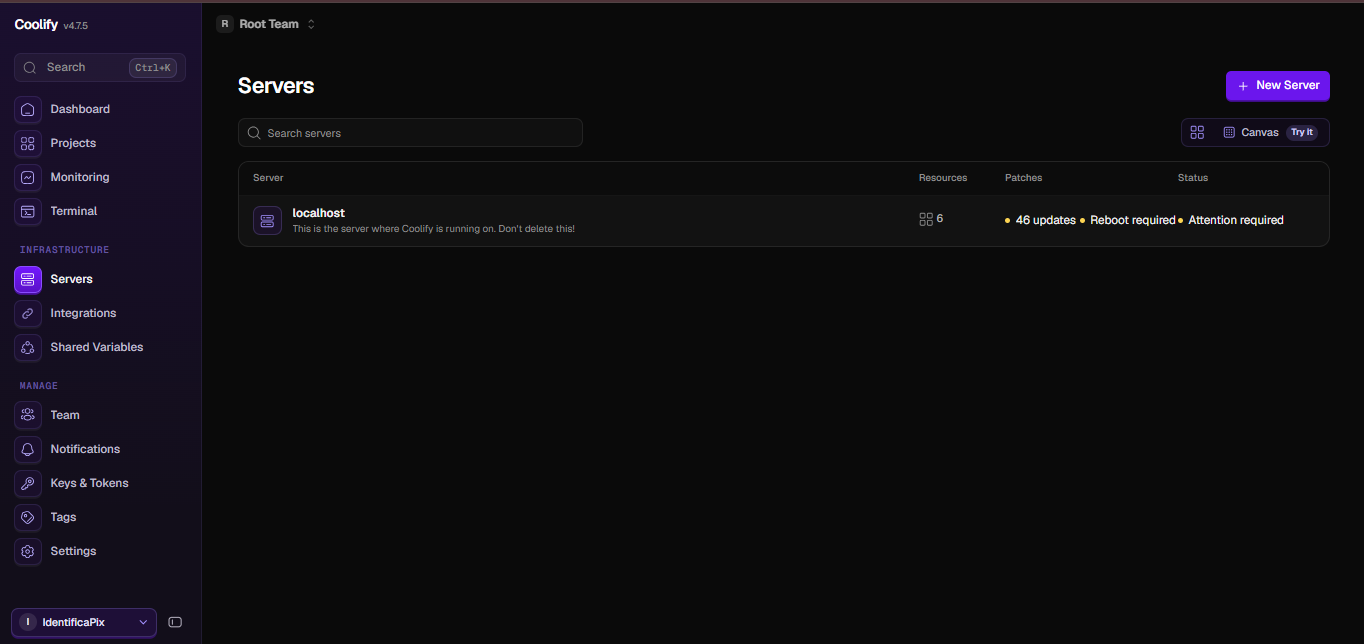 Coolify v4.7.5
R Root Team
Search Ctrl+K
Dashboard
Projects
Monitoring
Terminal
INFRASTRUCTURE
Servers
Integrations
Shared Variables
MANAGE
Team
Notifications
Keys & Tokens
Tags
Settings
I IdentificaPix
Servers
+ New Server
Search servers
Canvas Try it
Server Resources Patches Status
localhost
This is the server where Coolify is running on. Don't delete this!
6
46 updates Reboot required Attention required